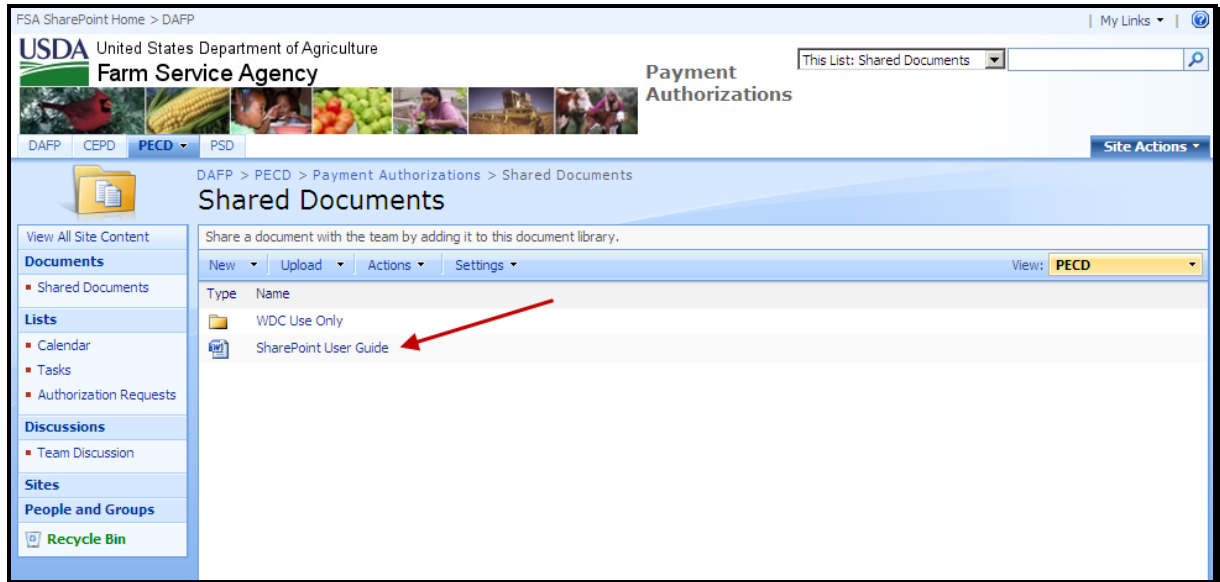 FSA SharePoint Home > DAFP
| My Links |
USDA United States Department of Agriculture
Farm Service Agency
Payment
Authorizations
This List: Shared Documents
DAFP CEPD PECD PSD
Site Actions
DAFP > PECD > Payment Authorizations > Shared Documents
Shared Documents
View All Site Content
Share a document with the team by adding it to this document library.
Documents
New Upload Actions Settings
View: PECD
Shared Documents
Type Name
WDC Use Only
Lists
SharePoint User Guide
Calendar
Tasks
Authorization Requests
Discussions
Team Discussion
Sites
People and Groups
Recycle Bin